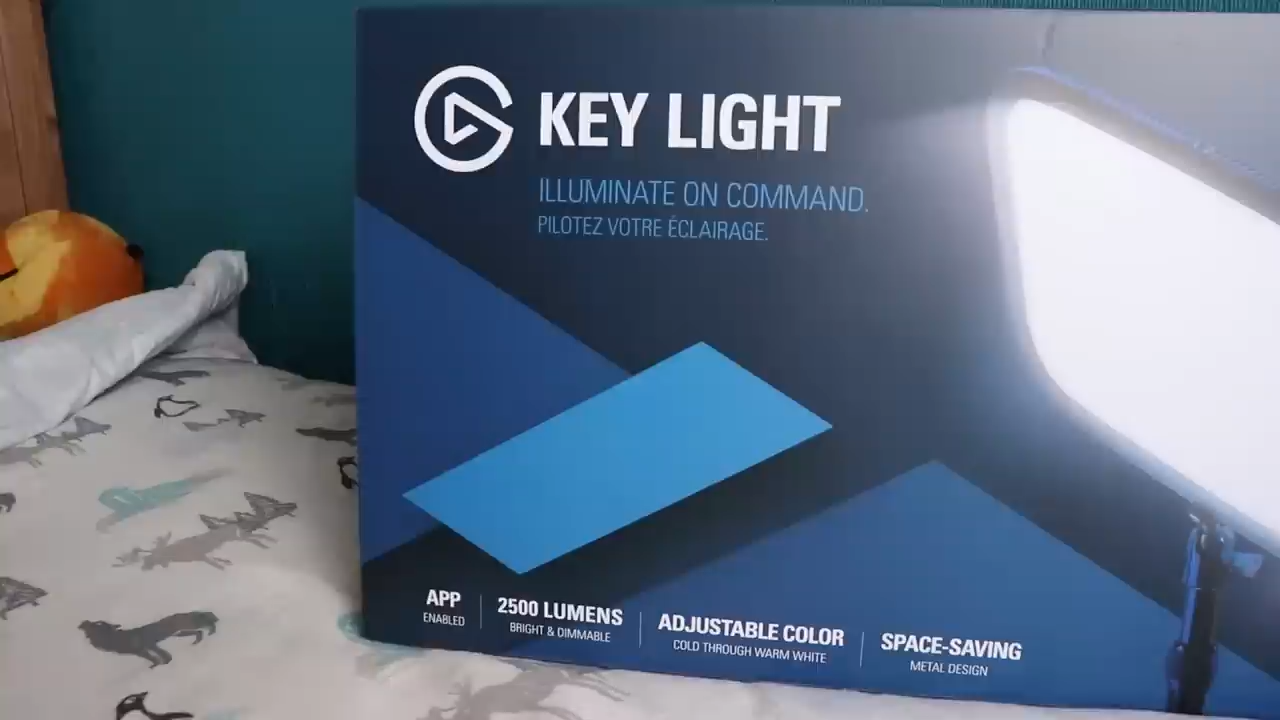 KEY LIGHT
ILLUMINATE ON COMMAND.
PILOTEZ VOTRE ÉCLAIRAGE.
APP
ENABLED
2500 LUMENS
BRIGHT & DIMMABLE
ADJUSTABLE COLOR
COLD THROUGH WARM WHITE
SPACE-SAVING
METAL DESIGN